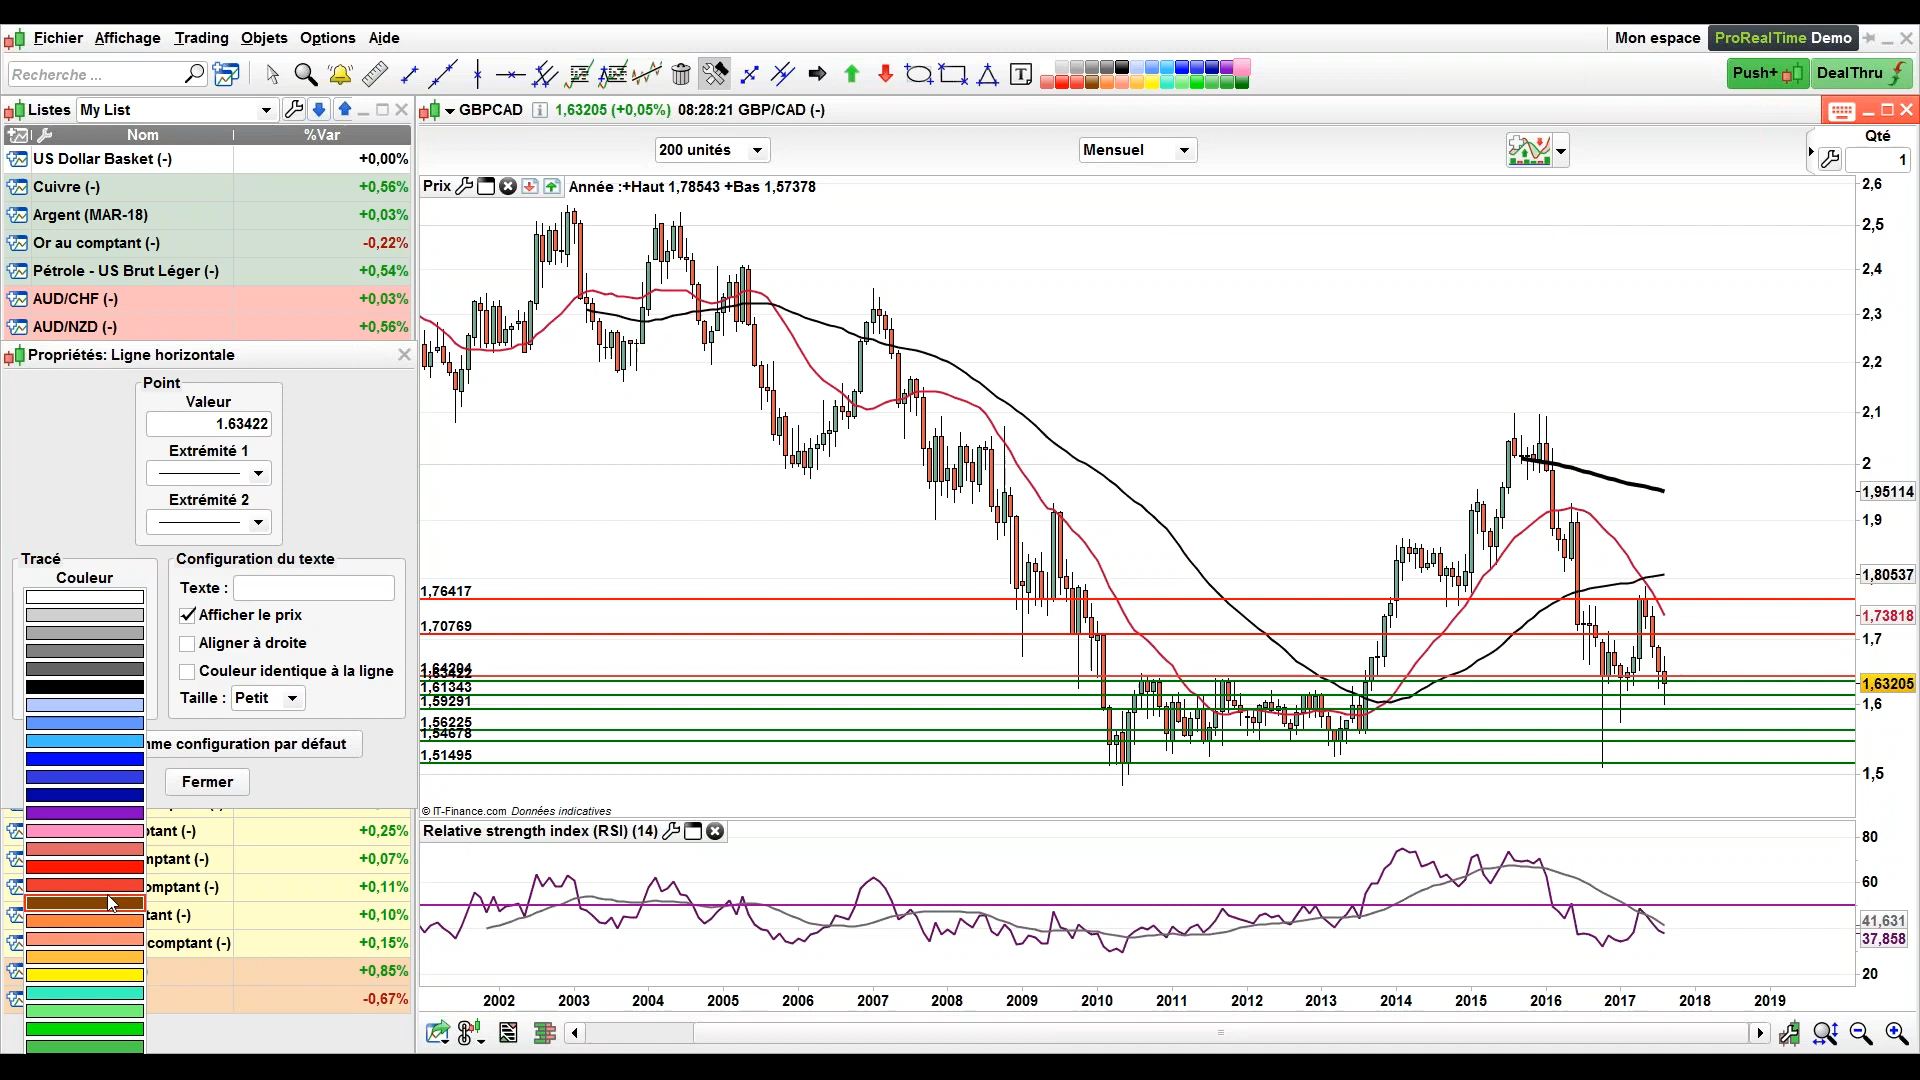 Fichier Affichage Trading Objets Options Aide
Mon espace ProRealTime Demo
Recherche ...
Push+ DealThru
Listes My List
GBPCAD 1,63205 (+0,05%) 08:28:21 GBP/CAD (-)
Nom %Var
US Dollar Basket (-) +0,00%
Cuivre (-) +0,56%
Argent (MAR-18) +0,03%
Or au comptant (-) -0,22%
Pétrole - US Brut Léger (-) +0,54%
AUD/CHF (-) +0,03%
AUD/NZD (-) +0,56%
200 unités
Mensuel
Qté
1
Prix Année :+Haut 1,78543 +Bas 1,57378
Propriétés: Ligne horizontale
Point
Valeur
1.63422
Extrémité 1
Extrémité 2
Tracé
Couleur
Configuration du texte
Texte :
Afficher le prix
Aligner à droite
Couleur identique à la ligne
Taille : Petit
me configuration par défaut
Fermer
ptant (-) +0,25%
mptant (-) +0,07%
omptant (-) +0,11%
tant (-) +0,10%
comptant (-) +0,15%
+0,85%
-0,67%
2,6
2,5
2,4
2,3
2,2
2,1
2
1,95114
1,9
1,80537
1,73818
1,7
1,63205
1,6
1,5
1,76417
1,70769
1,64204
1,63422
1,61343
1,59291
1,56225
1,54678
1,51495
© IT-Finance.com Données indicatives
Relative strength index (RSI) (14)
80
60
41,631
37,858
20
2002 2003 2004 2005 2006 2007 2008 2009 2010 2011 2012 2013 2014 2015 2016 2017 2018 2019